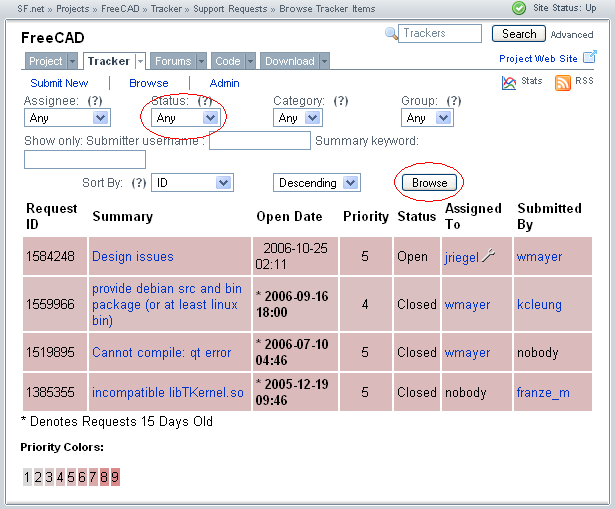 SF.net » Projects » FreeCAD » Tracker » Support Requests » Browse Tracker Items
Site Status: Up
FreeCAD
Trackers
Search
Advanced
Project
Tracker
Forums
Code
Download
Project Web Site
Submit New
Browse
Admin
Stats
RSS
Assignee: (?)
Status: (?)
Category: (?)
Group: (?)
Any
Any
Any
Any
Show only: Submitter username :
Summary keyword:
Sort By: (?)
ID
Descending
Browse
Request ID
Summary
Open Date
Priority
Status
Assigned To
Submitted By
1584248
Design issues
2006-10-25 02:11
5
Open
jriegel
wmayer
1559966
provide debian src and bin package (or at least linux bin)
* 2006-09-16 18:00
4
Closed
wmayer
kcleung
1519895
Cannot compile: qt error
* 2006-07-10 04:46
5
Closed
wmayer
nobody
1385355
incompatible libTKernel.so
* 2005-12-19 09:46
5
Closed
nobody
franze_m
* Denotes Requests 15 Days Old
Priority Colors:
1 2 3 4 5 6 7 8 9